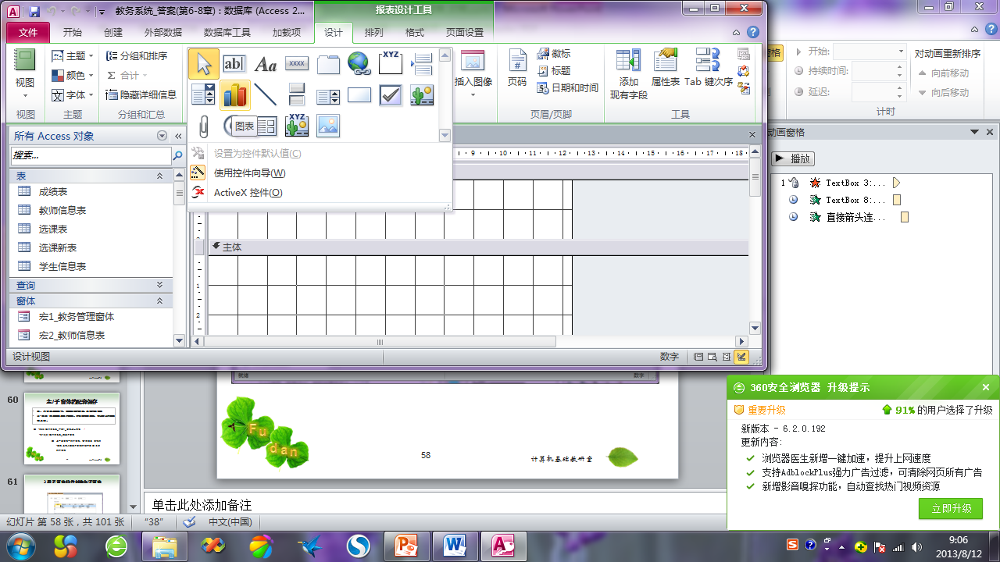 教务系统_答案(第6-8章) : 数据库 (Access 2...
报表设计工具
文件 开始 创建 外部数据 数据库工具 加载项 设计 排列 格式 页面设置
视图
主题
颜色
字体
分组和排序
合计
隐藏详细信息
视图 主题 分组和汇总
图表
设置为控件默认值(C)
使用控件向导(W)
ActiveX 控件(O)
插入图像
页码
徽标
标题
日期和时间
页眉/页脚
添加
现有字段
属性表
Tab 键次序
工具
所有 Access 对象
搜索...
表
成绩表
教师信息表
选课表
选课新表
学生信息表
查询
窗体
宏1_教务管理窗体
宏2_教师信息表
9 10 11 12 13 14 15 16 17 18
主体
1
2
设计视图
数字
开始:
持续时间:
延迟:
对动画重新排序
向前移动
向后移动
计时
动画窗格
播放
1 TextBox 3:...
TextBox 8:...
直接箭头连...
60
61
Fu
dan
58
计算机基础教研室
单击此处添加备注
幻灯片 第 58 张，共 101 张 “38” 中文(中国)
360安全浏览器 升级提示
重要升级
91% 的用户选择了升级
新版本 - 6.2.0.192
更新内容:
浏览器医生新增一键加速，提升上网速度
支持AdblockPlus强力广告过滤，可清除网页所有广告
新增影音嗅探功能，自动查找热门视频资源
立即升级
9:06
2013/8/12